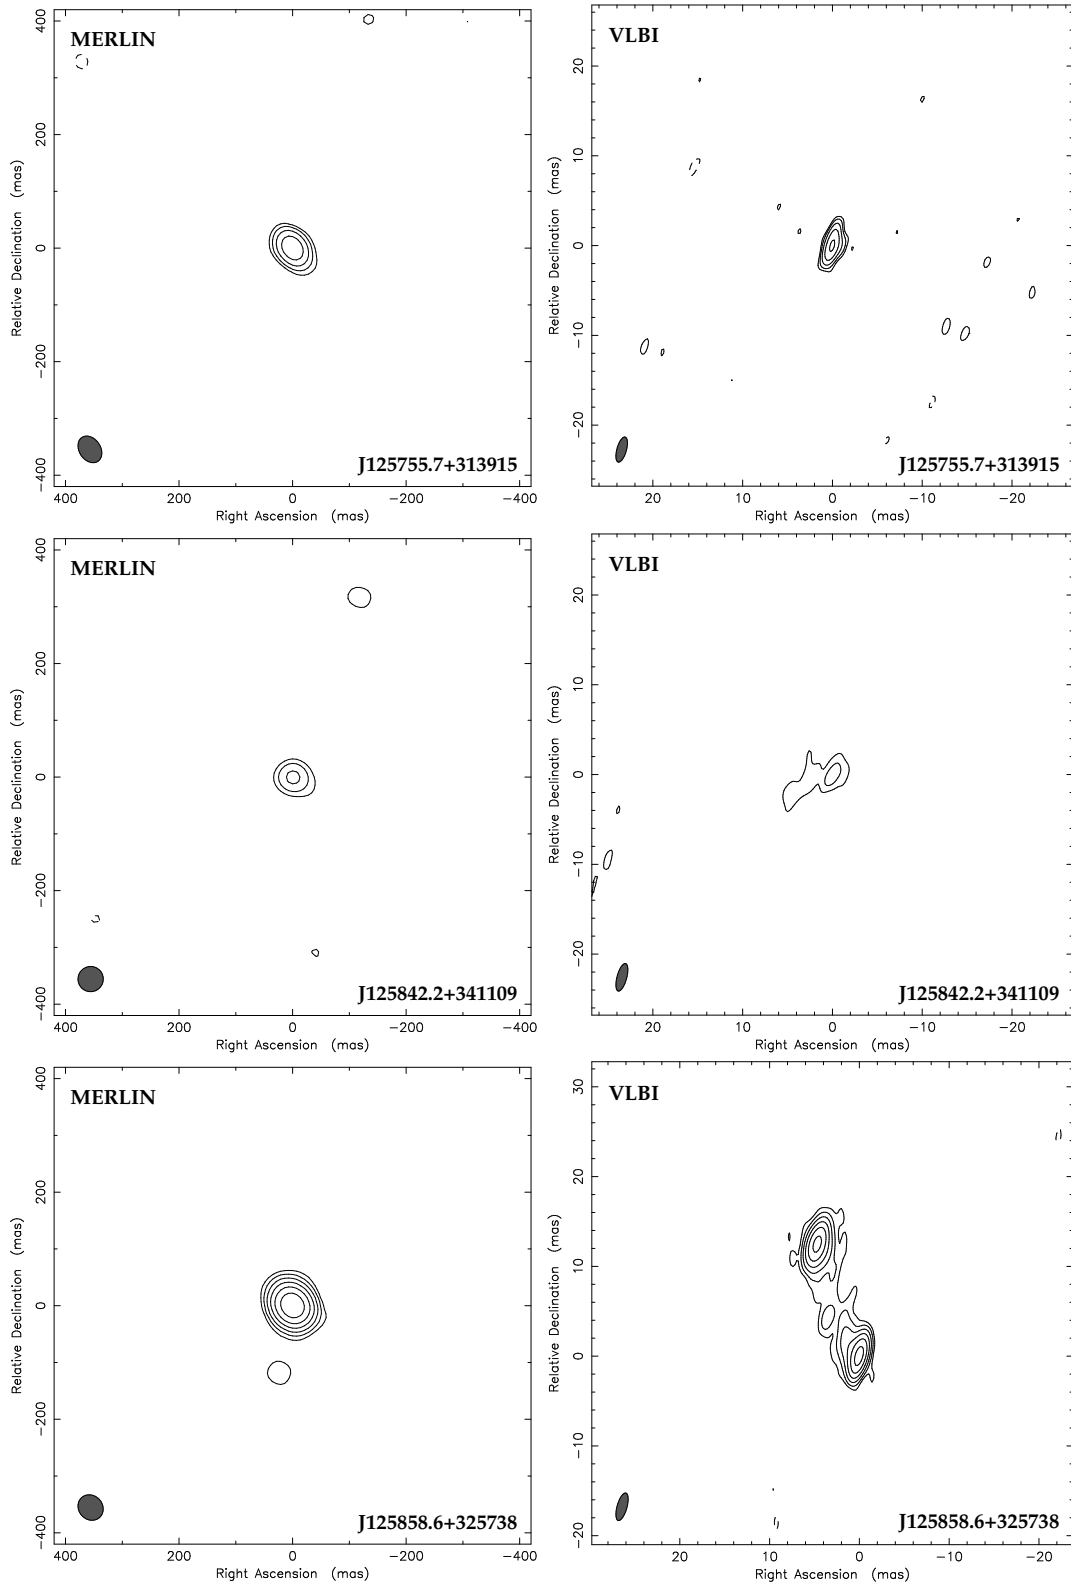 MERLIN
400
200
0
−200
−400
Relative Declination (mas)
400 200 0 −200 −400
Right Ascension (mas)
J125755.7+313915
VLBI
20
10
0
−10
−20
Relative Declination (mas)
20 10 0 −10 −20
Right Ascension (mas)
J125755.7+313915
MERLIN
400
200
0
−200
−400
Relative Declination (mas)
400 200 0 −200 −400
Right Ascension (mas)
J125842.2+341109
VLBI
20
10
0
−10
−20
Relative Declination (mas)
20 10 0 −10 −20
Right Ascension (mas)
J125842.2+341109
MERLIN
400
200
0
−200
−400
Relative Declination (mas)
400 200 0 −200 −400
Right Ascension (mas)
J125858.6+325738
VLBI
30
20
10
0
−10
−20
Relative Declination (mas)
20 10 0 −10 −20
Right Ascension (mas)
J125858.6+325738